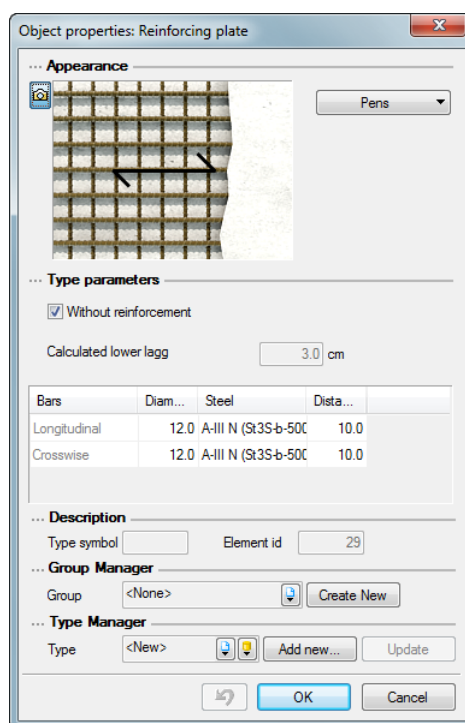 Object properties: Reinforcing plate
... Appearance
Pens
... Type parameters
Without reinforcement
Calculated lower lagg 3.0 cm
Bars Diam... Steel Dista...
Longitudinal 12.0 A-III N (St3S-b-500 10.0
Crosswise 12.0 A-III N (St3S-b-500 10.0
... Description
Type symbol Element id 29
... Group Manager
Group <None> Create New
... Type Manager
Type <New> Add new... Update
OK Cancel